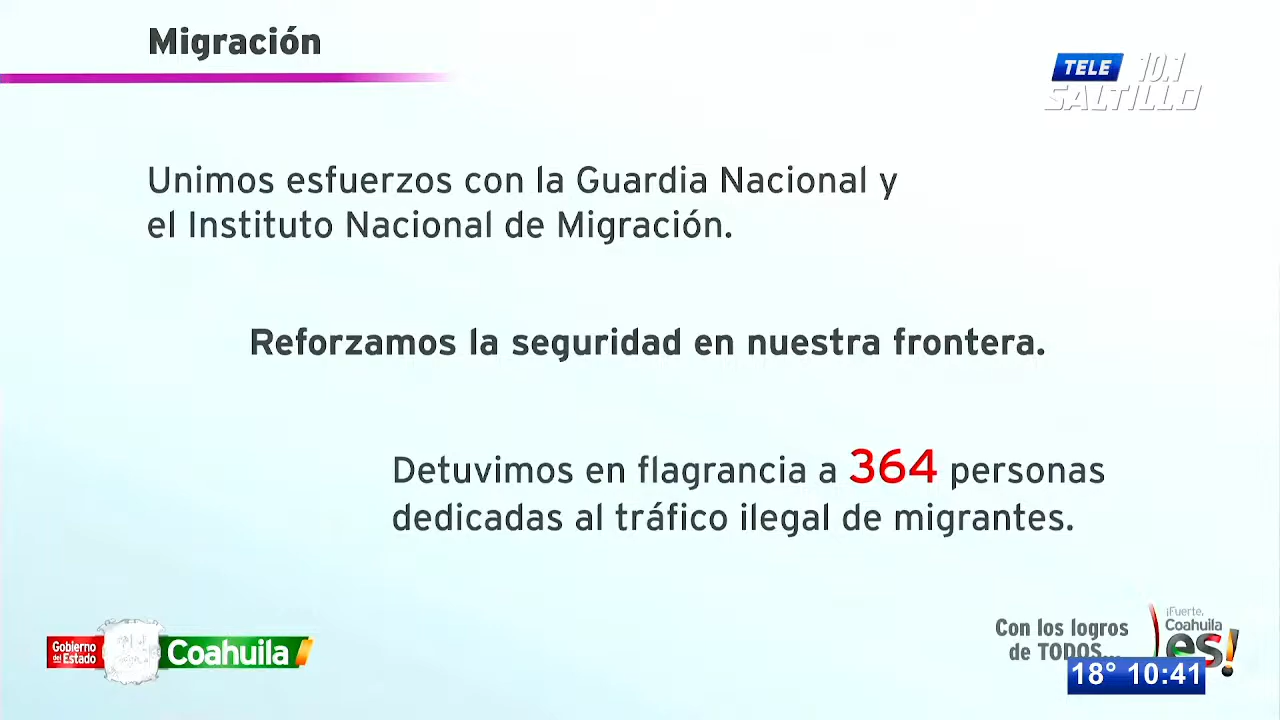 Migración
TELE 10.1
SALTILLO
Unimos esfuerzos con la Guardia Nacional y
el Instituto Nacional de Migración.
Reforzamos la seguridad en nuestra frontera.
Detuvimos en flagrancia a 364 personas
dedicadas al tráfico ilegal de migrantes.
Gobierno
del Estado
Coahuila
Con los logros
de TODOS...
¡Fuerte,
Coahuila
es!
18° 10:41